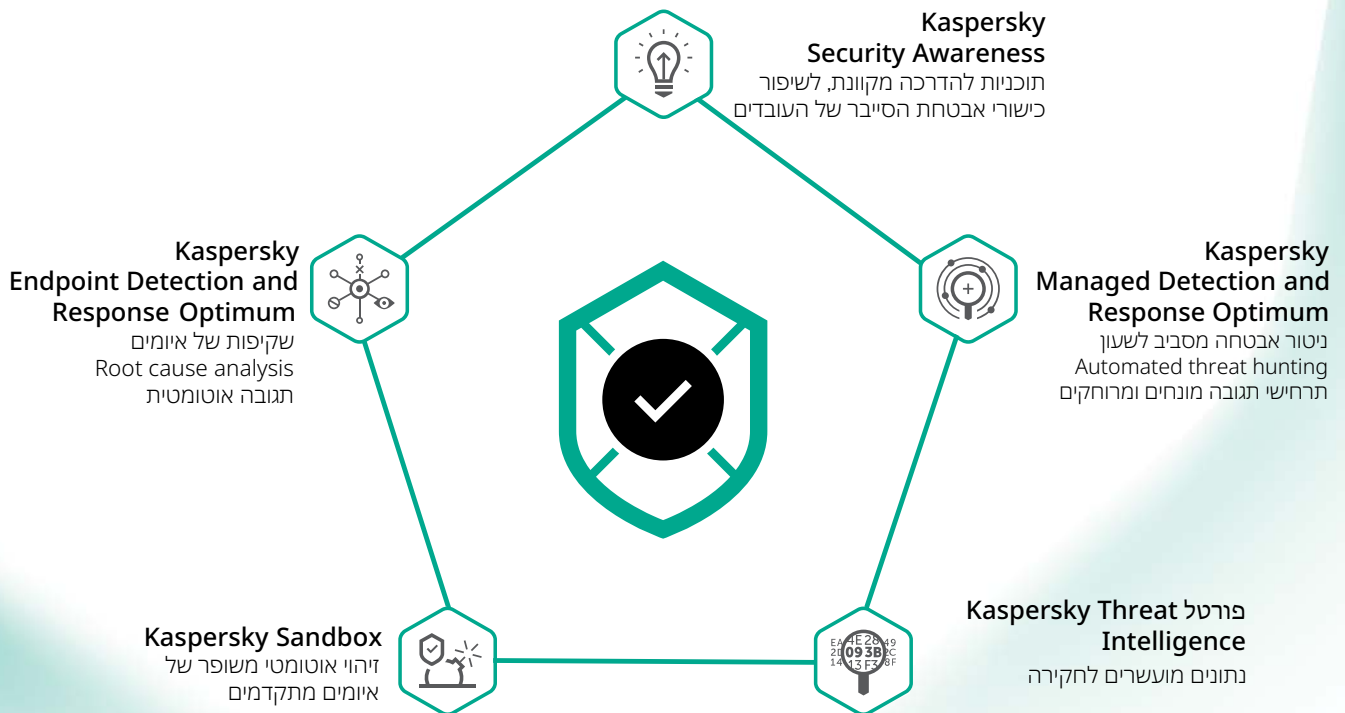 Kaspersky
Security Awareness
תוכניות להדרכה מקוונת, לשיפור
כישורי אבטחת הסייבר של העובדים
Kaspersky
Endpoint Detection and
Response Optimum
שקיפות של איומים
Root cause analysis
תגובה אוטומטית
Kaspersky
Managed Detection and
Response Optimum
ניטור אבטחה מסביב לשעון
Automated threat hunting
תרחישי תגובה מונחים ומרוחקים
Kaspersky Sandbox
זיהוי אוטומטי משופר של
איומים מתקדמים
פורטל Kaspersky Threat
Intelligence
נתונים מועשרים לחקירה
09 3B